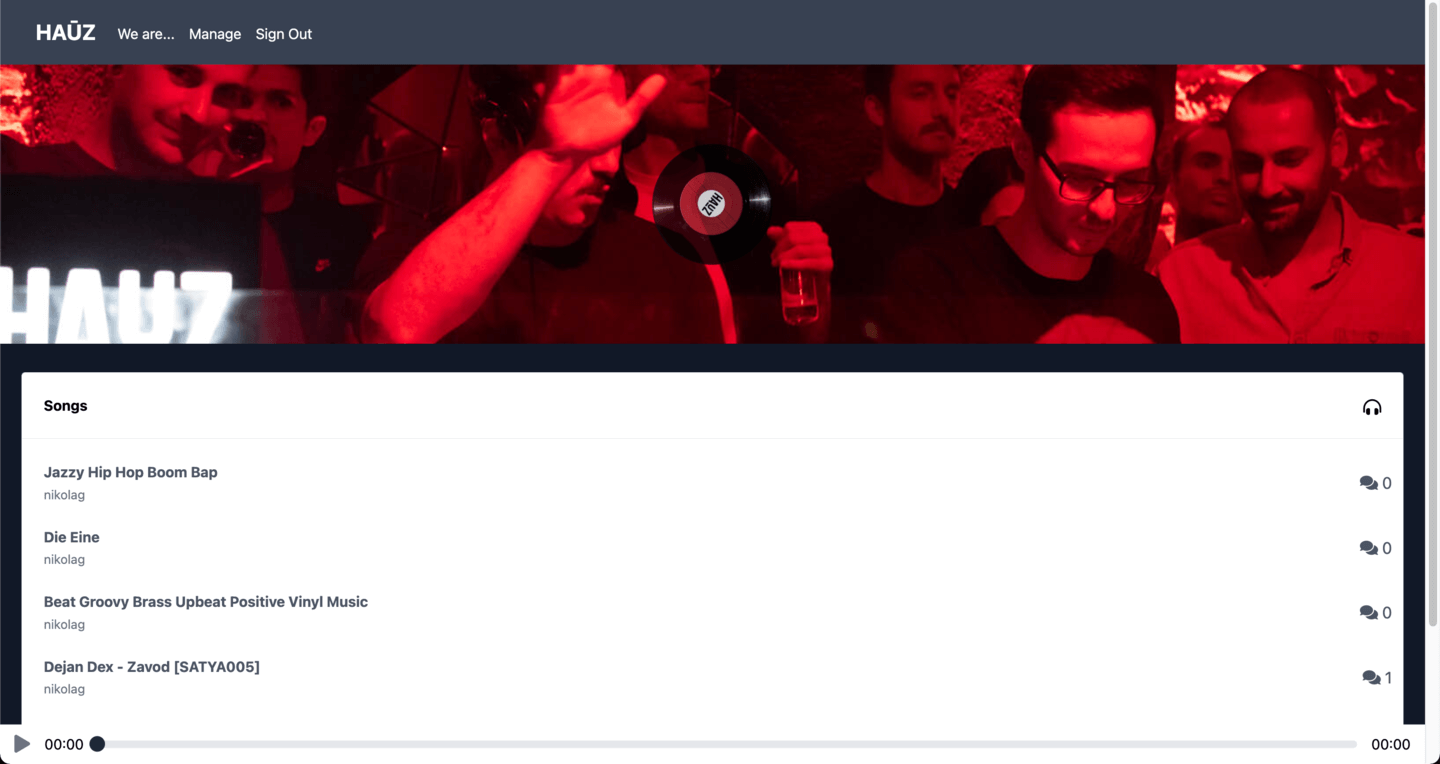 HAŪZ We are... Manage Sign Out
HAŪZ
HAUZ
Songs
Jazzy Hip Hop Boom Bap
nikolag
0
Die Eine
nikolag
0
Beat Groovy Brass Upbeat Positive Vinyl Music
nikolag
0
Dejan Dex - Zavod [SATYA005]
nikolag
1
00:00 00:00